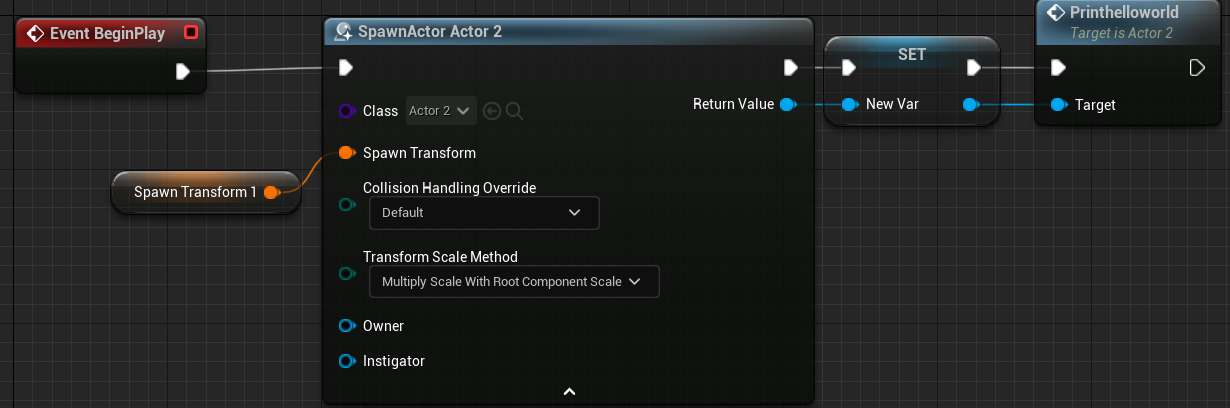 Event BeginPlay
SpawnActor Actor 2
Class
Actor 2
Return Value
Spawn Transform
Spawn Transform 1
Collision Handling Override
Default
Transform Scale Method
Multiply Scale With Root Component Scale
Owner
Instigator
SET
New Var
Printhelloworld
Target is Actor 2
Target